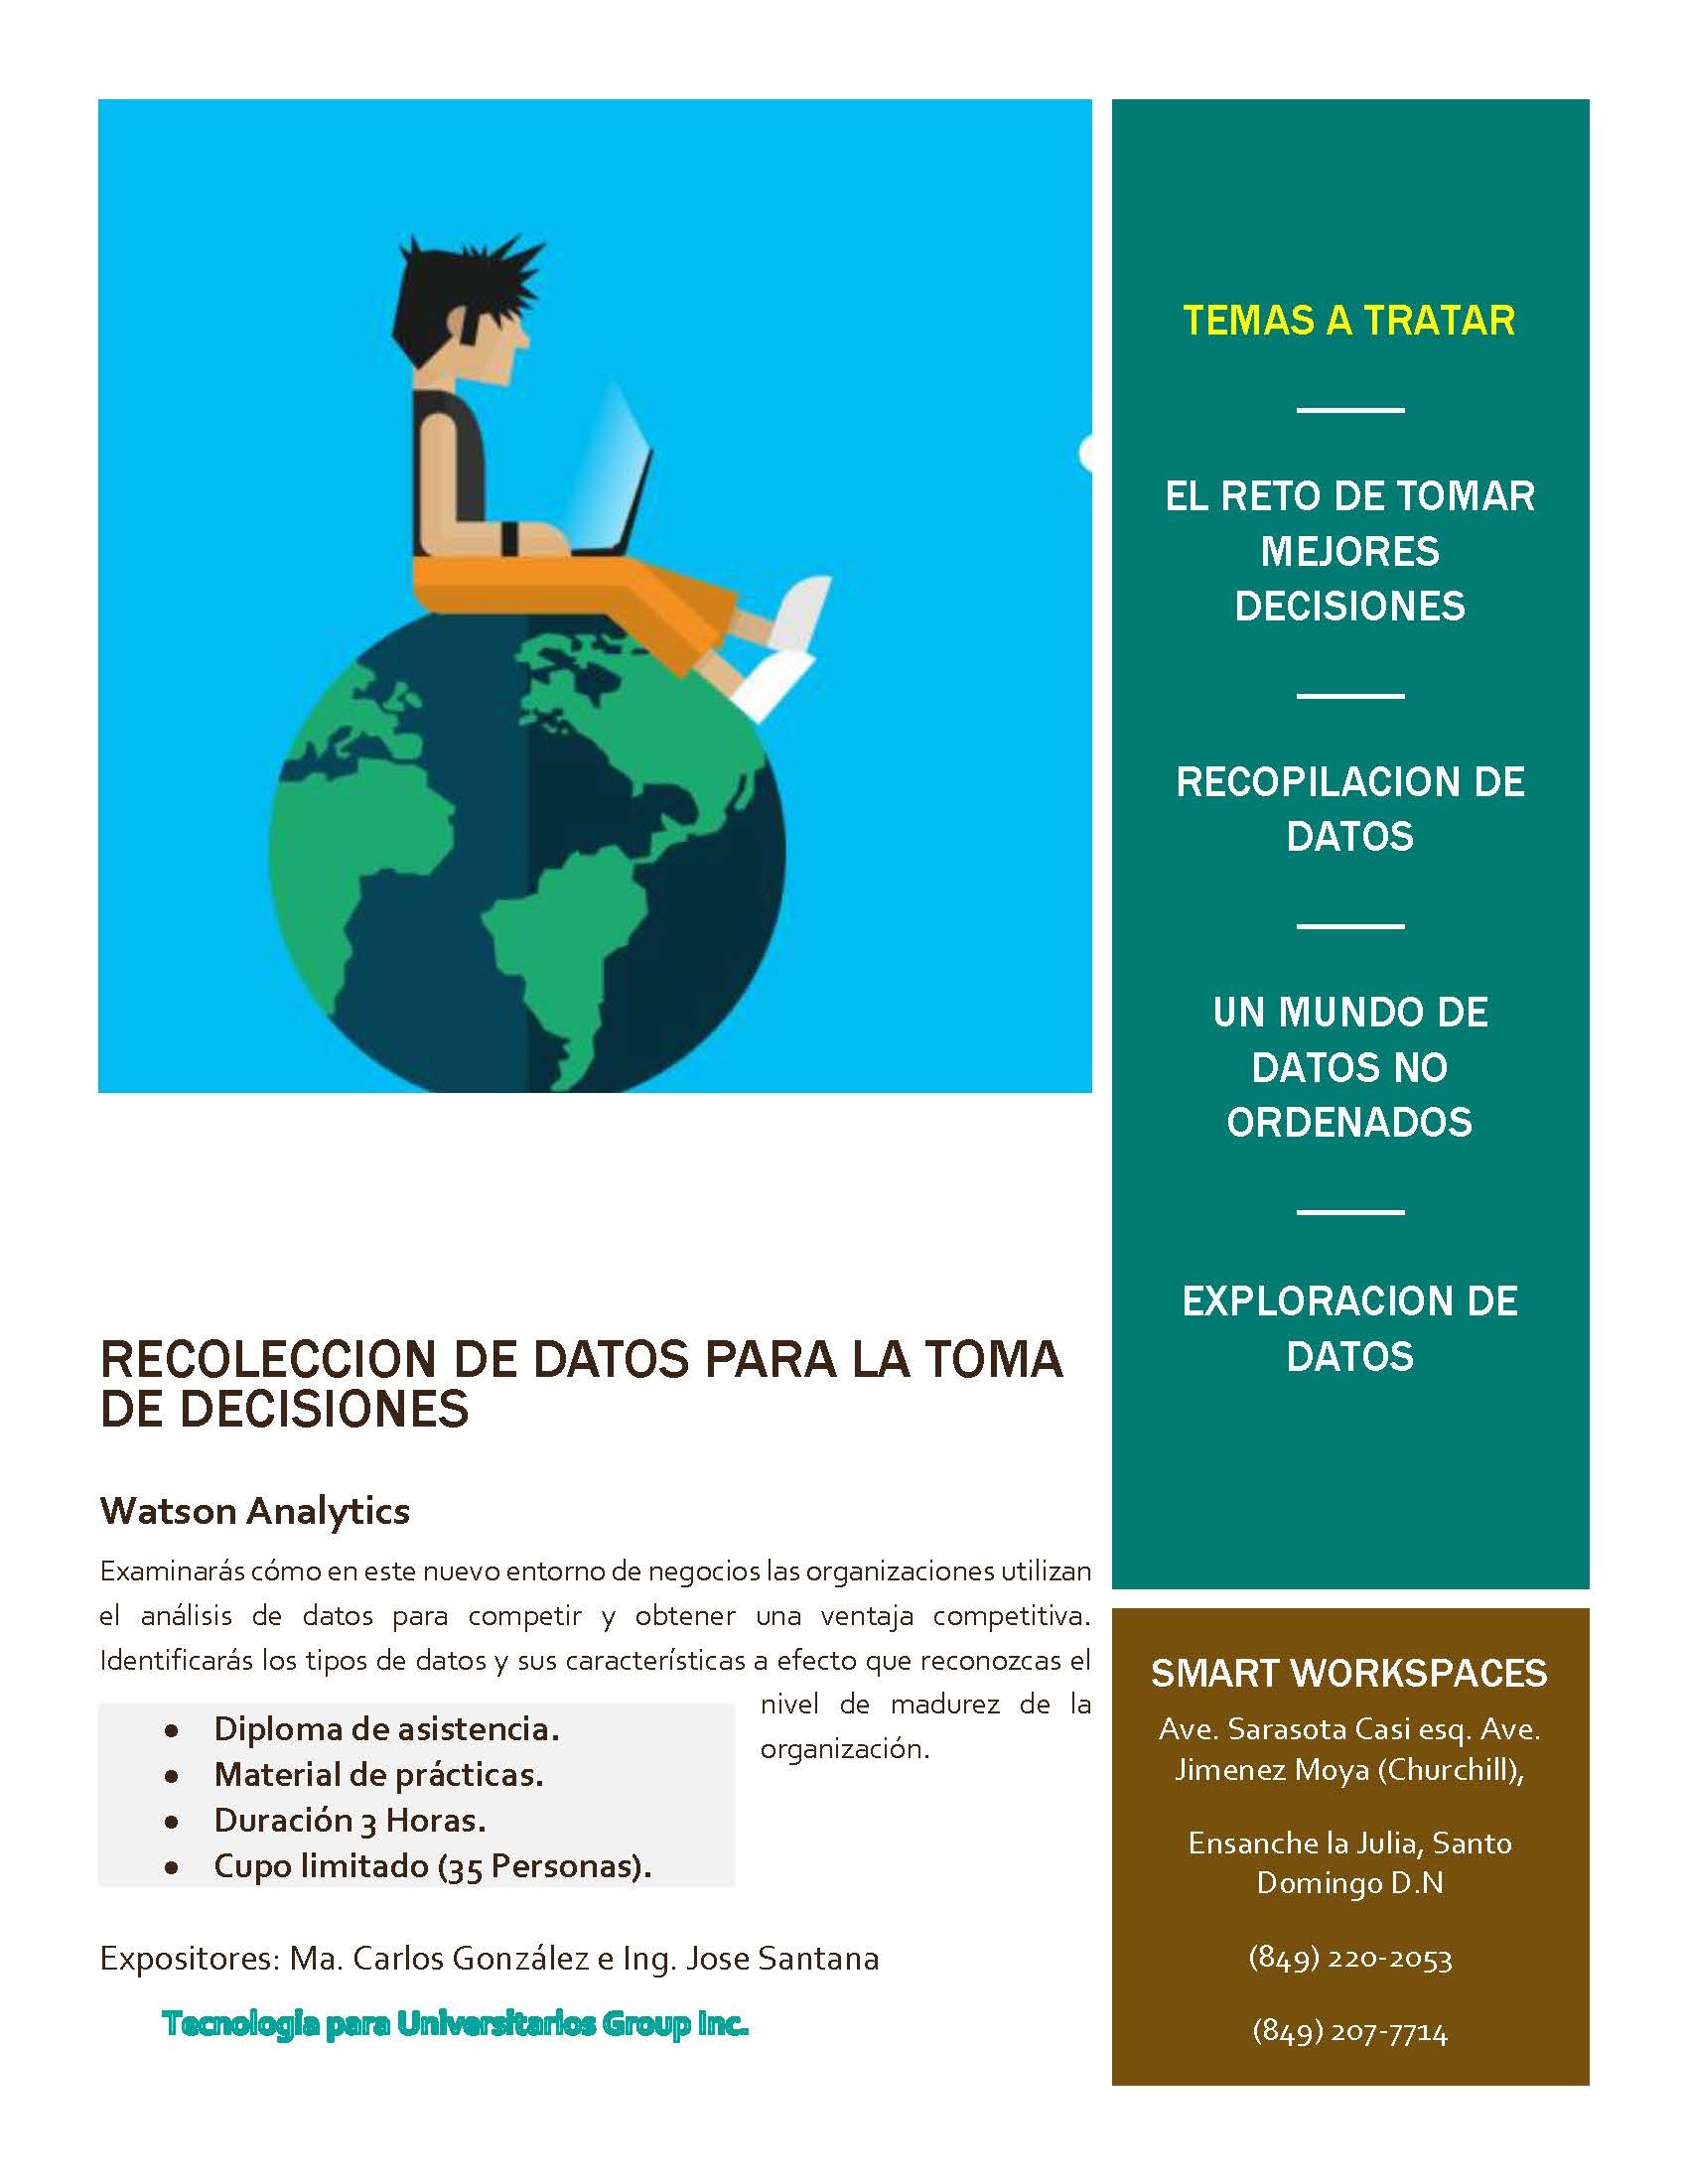 TEMAS A TRATAR
EL RETO DE TOMAR
MEJORES
DECISIONES
RECOPILACION DE
DATOS
UN MUNDO DE
DATOS NO
ORDENADOS
EXPLORACION DE
DATOS
RECOLECCION DE DATOS PARA LA TOMA
DE DECISIONES
Watson Analytics
Examinarás cómo en este nuevo entorno de negocios las organizaciones utilizan
el análisis de datos para competir y obtener una ventaja competitiva.
Identificarás los tipos de datos y sus características a efecto que reconozcas el
nivel de madurez de la
organización.
• Diploma de asistencia.
• Material de prácticas.
• Duración 3 Horas.
• Cupo limitado (35 Personas).
Expositores: Ma. Carlos González e Ing. Jose Santana
Tecnología para Universitarios Group Inc.
SMART WORKSPACES
Ave. Sarasota Casi esq. Ave.
Jimenez Moya (Churchill),
Ensanche la Julia, Santo
Domingo D.N
(849) 220-2053
(849) 207-7714